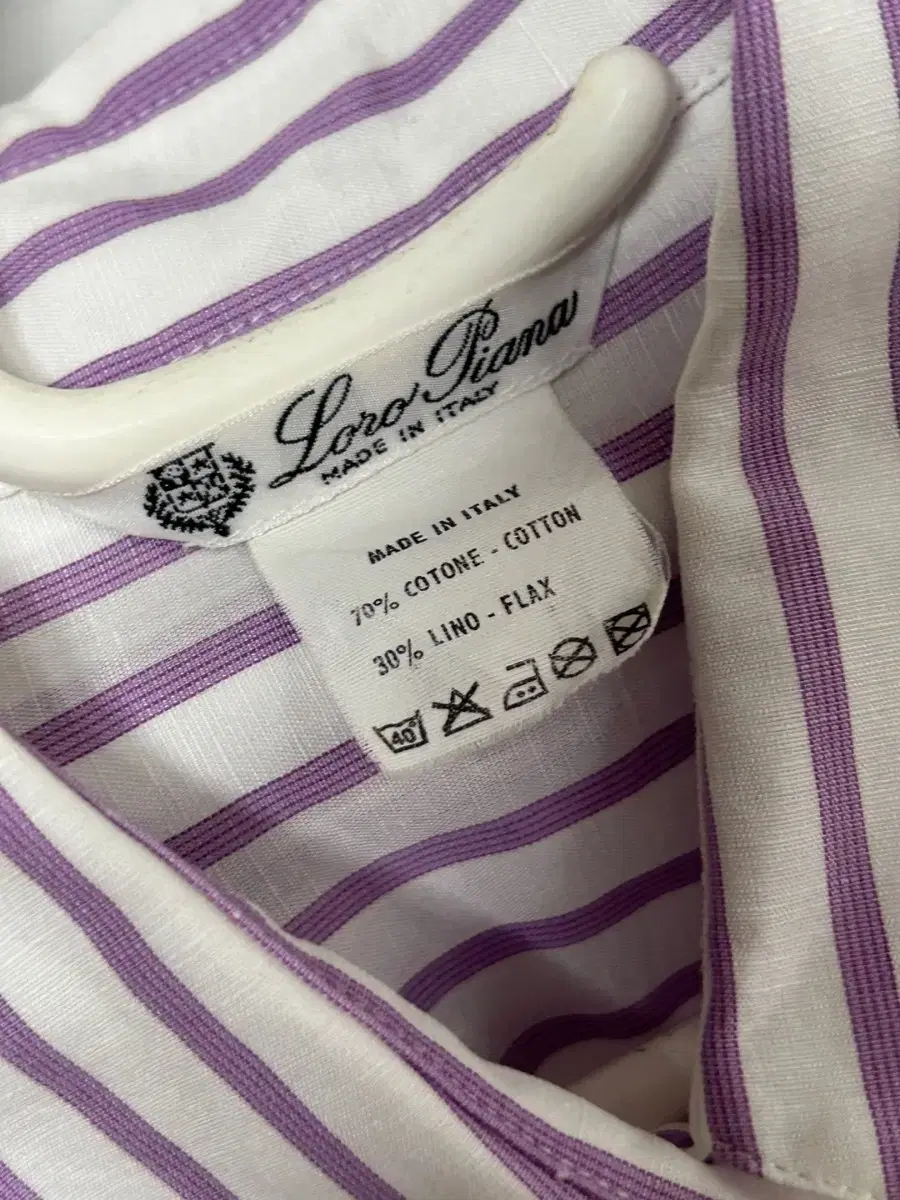 Loro Piana
MADE IN ITALY
MADE IN ITALY
70% COTONE - COTTON
30% LINO - FLAX
40°